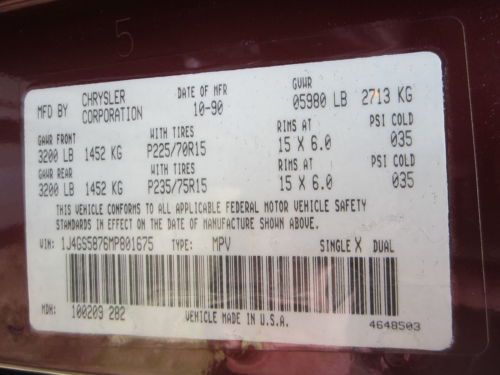 5
MFD BY CHRYSLER CORPORATION DATE OF MFR 10-90 GVWR 05980 LB 2713 KG
GAWR FRONT WITH TIRES RIMS AT PSI COLD
3200 LB 1452 KG P225/70R15 15 X 6.0 035
GAWR REAR WITH TIRES RIMS AT PSI COLD
3200 LB 1452 KG P235/75R15 15 X 6.0 035
THIS VEHICLE CONFORMS TO ALL APPLICABLE FEDERAL MOTOR VEHICLE SAFETY
STANDARDS IN EFFECT ON THE DATE OF MANUFACTURE SHOWN ABOVE.
VIN: 1J4GS5876MP801675 TYPE: MPV SINGLE X DUAL
MDH: 100209 282 VEHICLE MADE IN U.S.A. 4648503